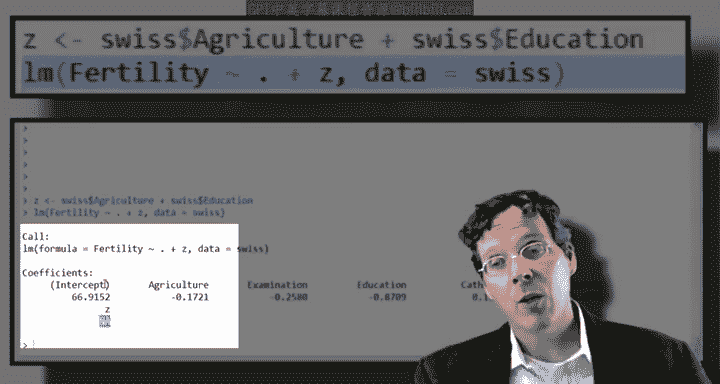 z <- swiss$Agriculture + swiss$Education
lm(Fertility ~ . + z, data = swiss)
>
>
>
>
>
> z <- swiss$Agriculture + swiss$Education
> lm(Fertility ~ . + z, data = swiss)
Call:
lm(formula = Fertility ~ . + z, data = swiss)
Coefficients:
(Intercept) Agriculture Examination Education
66.9152 -0.1721 -0.2580 -0.8709
z
>